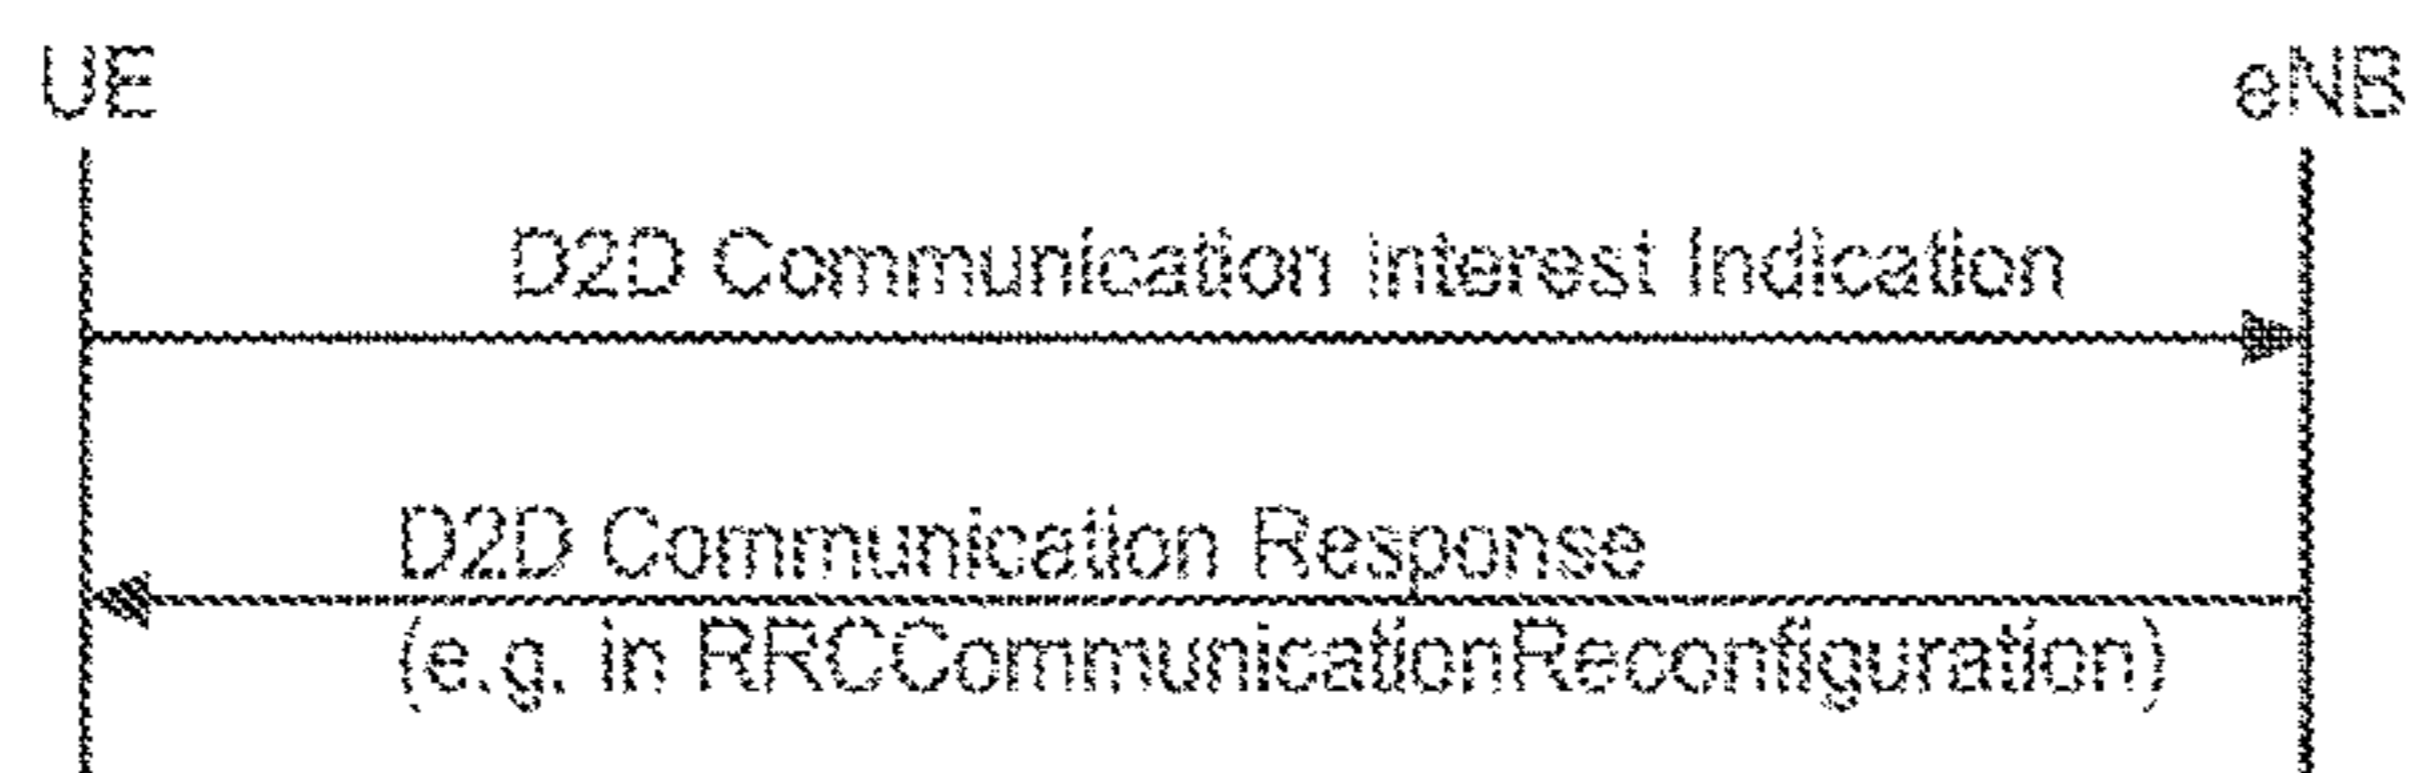 UE eNB
D2D Communication Interest Indication
D2D Communication Response
(e.g. in RRCCommunicationReconfiguration)